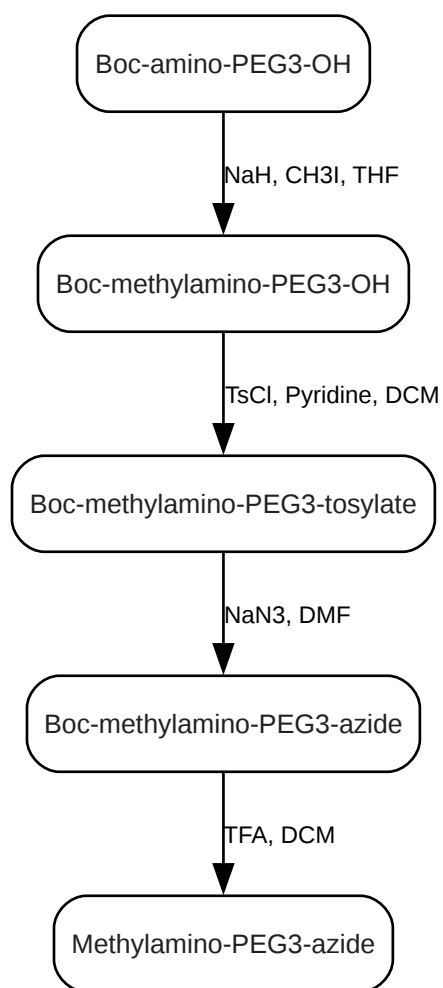 Boc-amino-PEG3-OH
NaH, CH3I, THF
Boc-methylamino-PEG3-OH
TsCl, Pyridine, DCM
Boc-methylamino-PEG3-tosylate
NaN3, DMF
Boc-methylamino-PEG3-azide
TFA, DCM
Methylamino-PEG3-azide